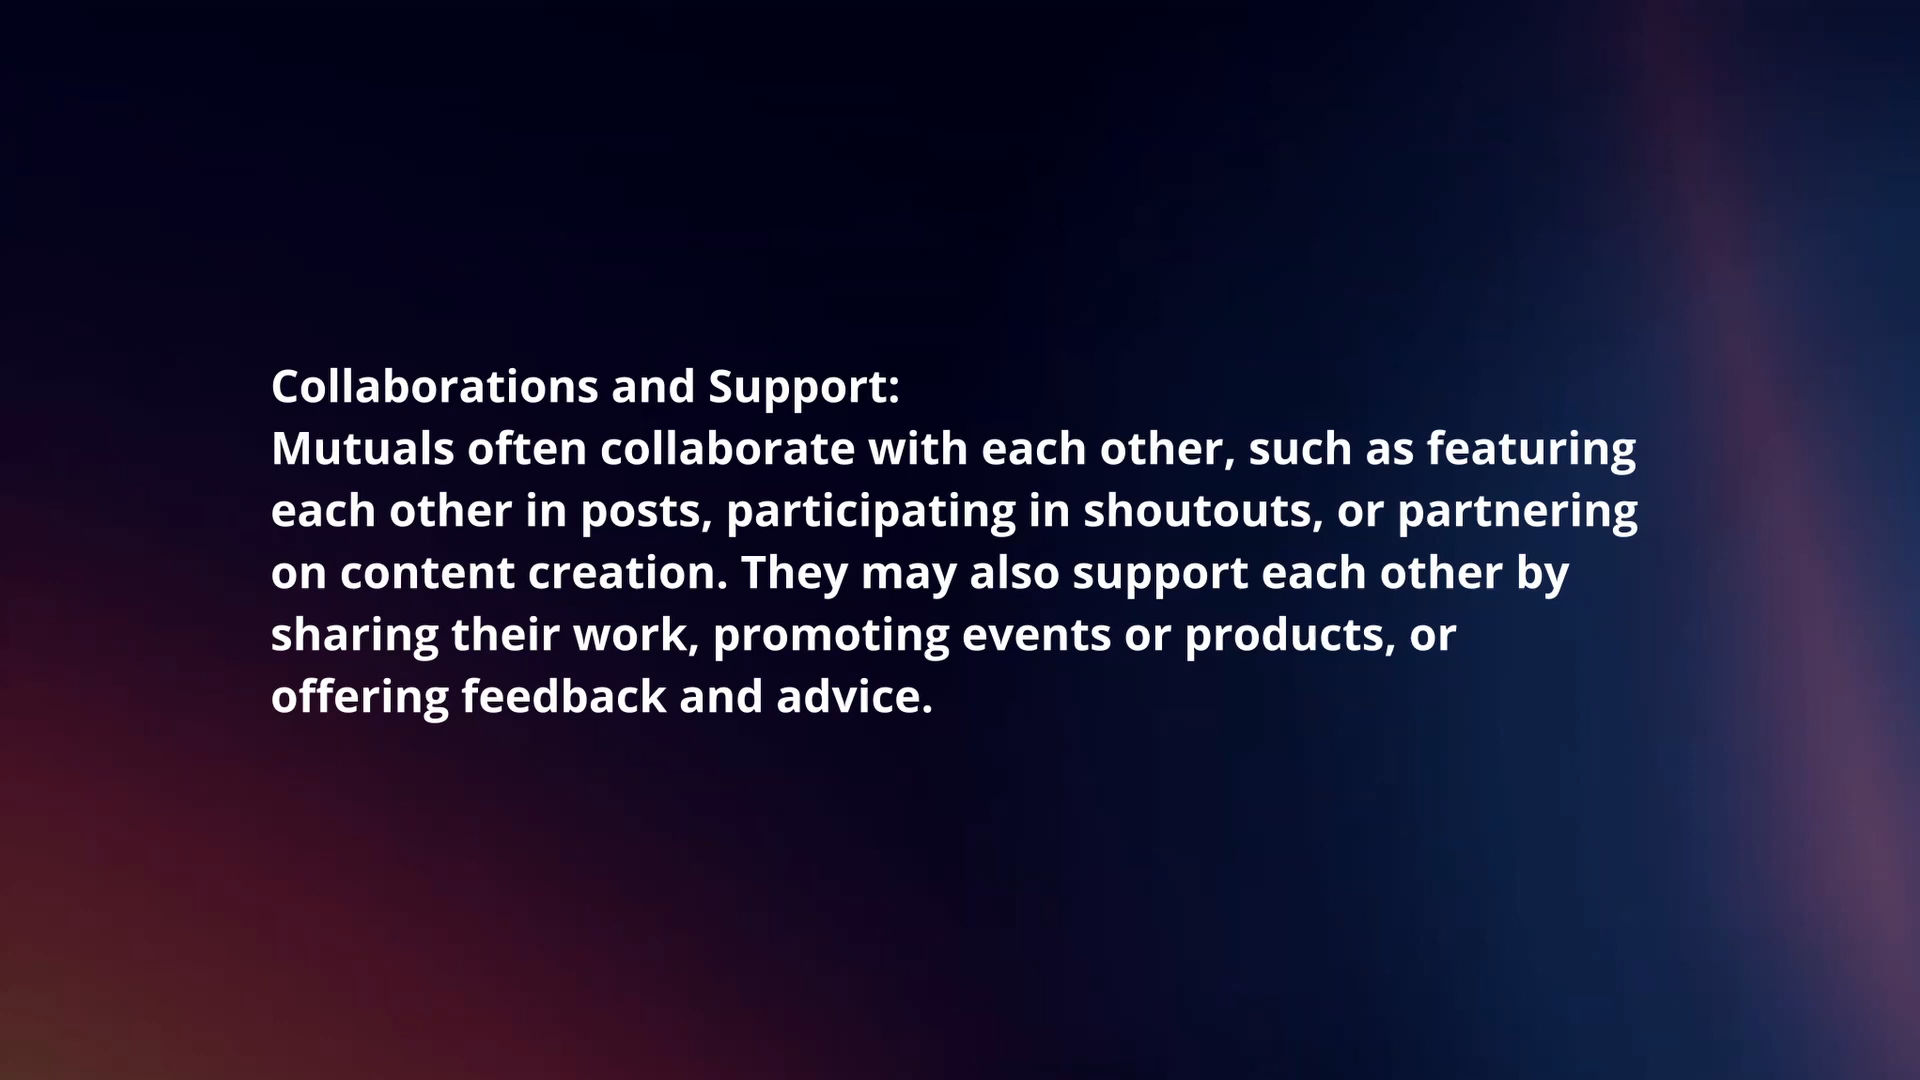 Collaborations and Support:
Mutuals often collaborate with each other, such as featuring
each other in posts, participating in shoutouts, or partnering
on content creation. They may also support each other by
sharing their work, promoting events or products, or
offering feedback and advice.